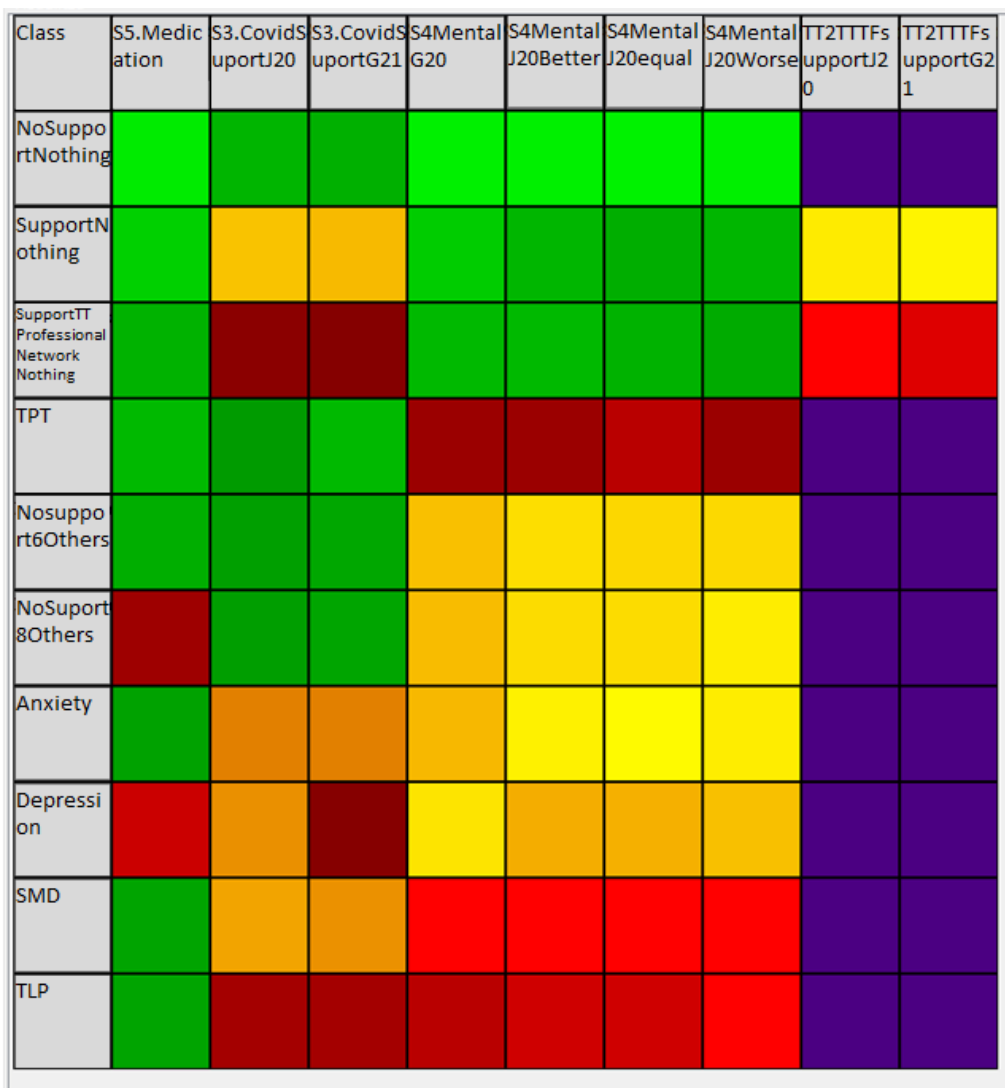 Class
S5.Medic
ation
S3.CovidS
uportJ20
S3.CovidS
uportG21
S4Mental
G20
S4Mental
J20Better
S4Mental
J20equal
S4Mental
J20Worse
TT2TTTFs
upportJ2
0
TT2TTTFs
upportG2
1
NoSuppo
rtNothing
SupportN
othing
SupportTT
Professional
Network
Nothing
TPT
Nosuppo
rt6Others
NoSuport
8Others
Anxiety
Depressi
on
SMD
TLP